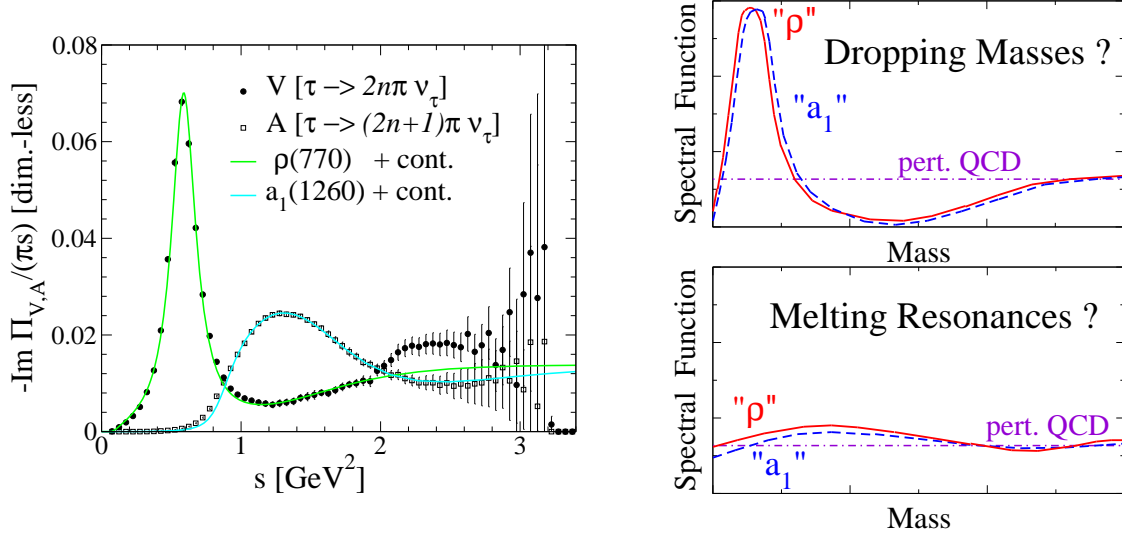 -Im Π_{V,A}/(πs) [dim.-less]
0.08
0.06
0.04
0.02
0
V [τ -> 2nπ ν_τ]
A [τ -> (2n+1)π ν_τ]
ρ(770) + cont.
a_1(1260) + cont.
0 1 2 3
s [GeV^2]
Spectral Function
"ρ"
Dropping Masses ?
"a_1"
pert. QCD
Mass
Spectral Function
Melting Resonances ?
"ρ"
pert. QCD
"a_1"
Mass